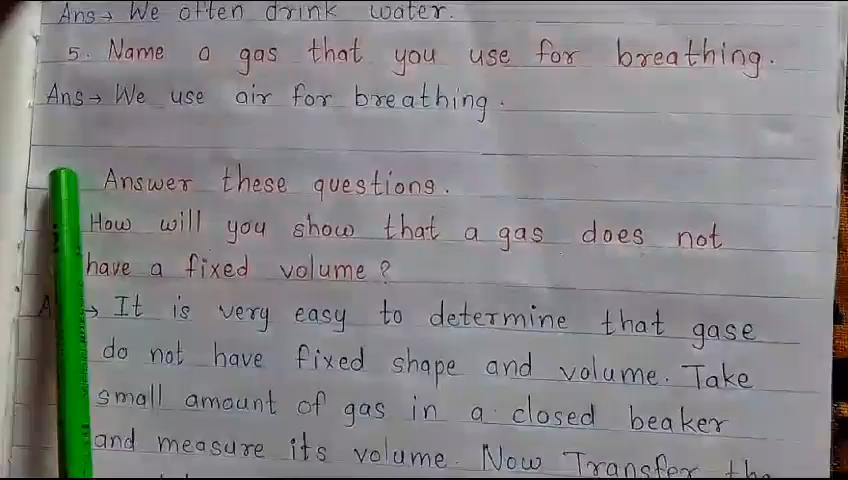 Ans → We often drink water.
5. Name a gas that you use for breathing.
Ans → We use air for breathing.
Answer these questions.
How will you show that a gas does not
have a fixed volume?
A → It is very easy to determine that gase
do not have fixed shape and volume. Take
small amount of gas in a closed beaker
and measure its volume. Now Transfer the